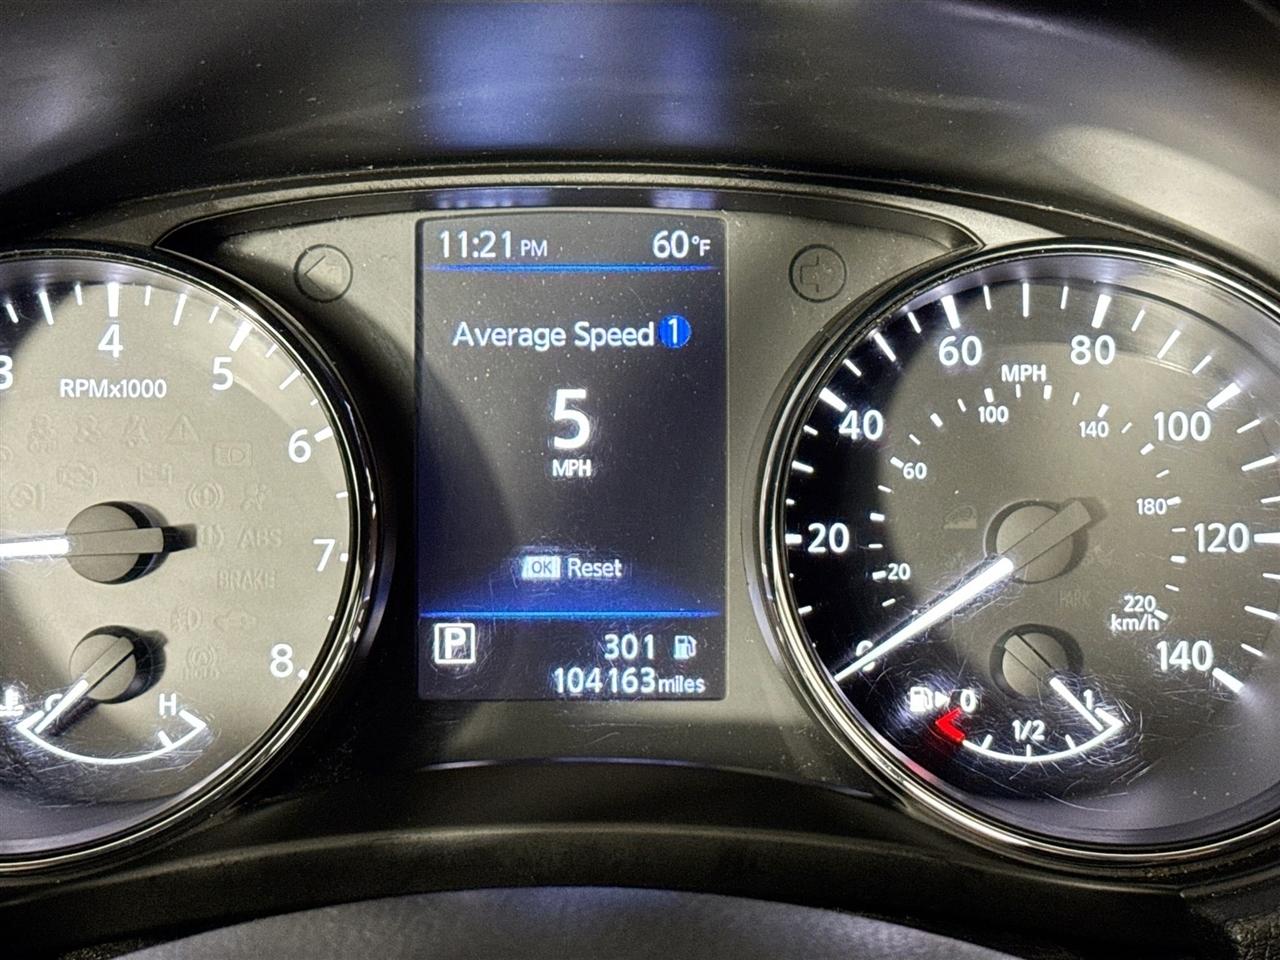 11:21 PM 60°F
Average Speed 1
5
MPH
OK Reset
P
301
104163 miles
3
4
5
6
7
8
RPMx1000
ABS
BRAKE
C H
0
20
40
60
80
100
120
140
MPH
20
60
100
140
180
220
km/h
PARK
0 1/2 1